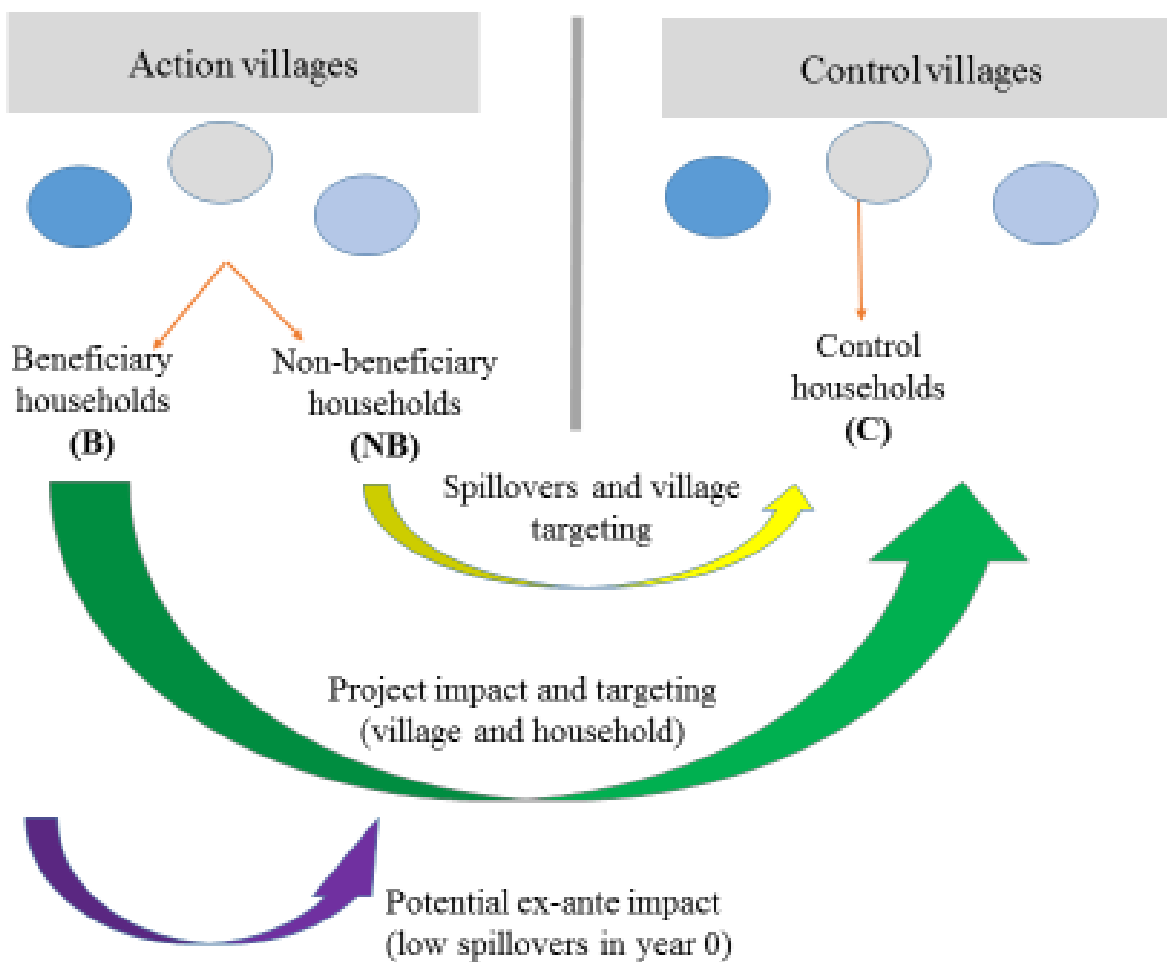 Action villages
Control villages
Beneficiary
households
(B)
Non-beneficiary
households
(NB)
Control
households
(C)
Spillovers and village
targeting
Project impact and targeting
(village and household)
Potential ex-ante impact
(low spillovers in year 0)